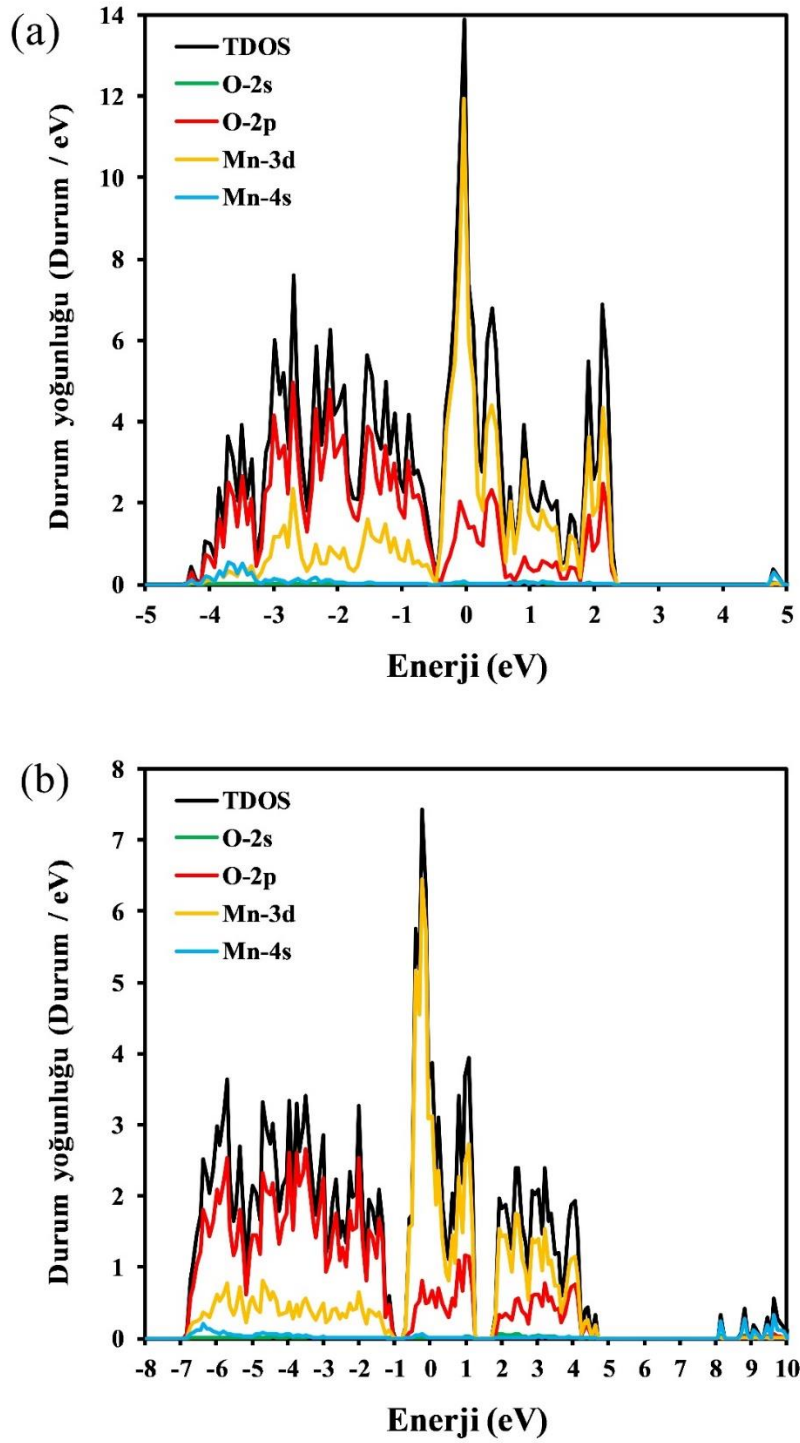 (a)
14
12
10
8
6
4
2
0
Durum yoğunluğu (Durum / eV)
TDOS
O-2s
O-2p
Mn-3d
Mn-4s
-5 -4 -3 -2 -1 0 1 2 3 4 5
Enerji (eV)
(b)
8
7
6
5
4
3
2
1
0
Durum yoğunluğu (Durum / eV)
TDOS
O-2s
O-2p
Mn-3d
Mn-4s
-8 -7 -6 -5 -4 -3 -2 -1 0 1 2 3 4 5 6 7 8 9 10
Enerji (eV)